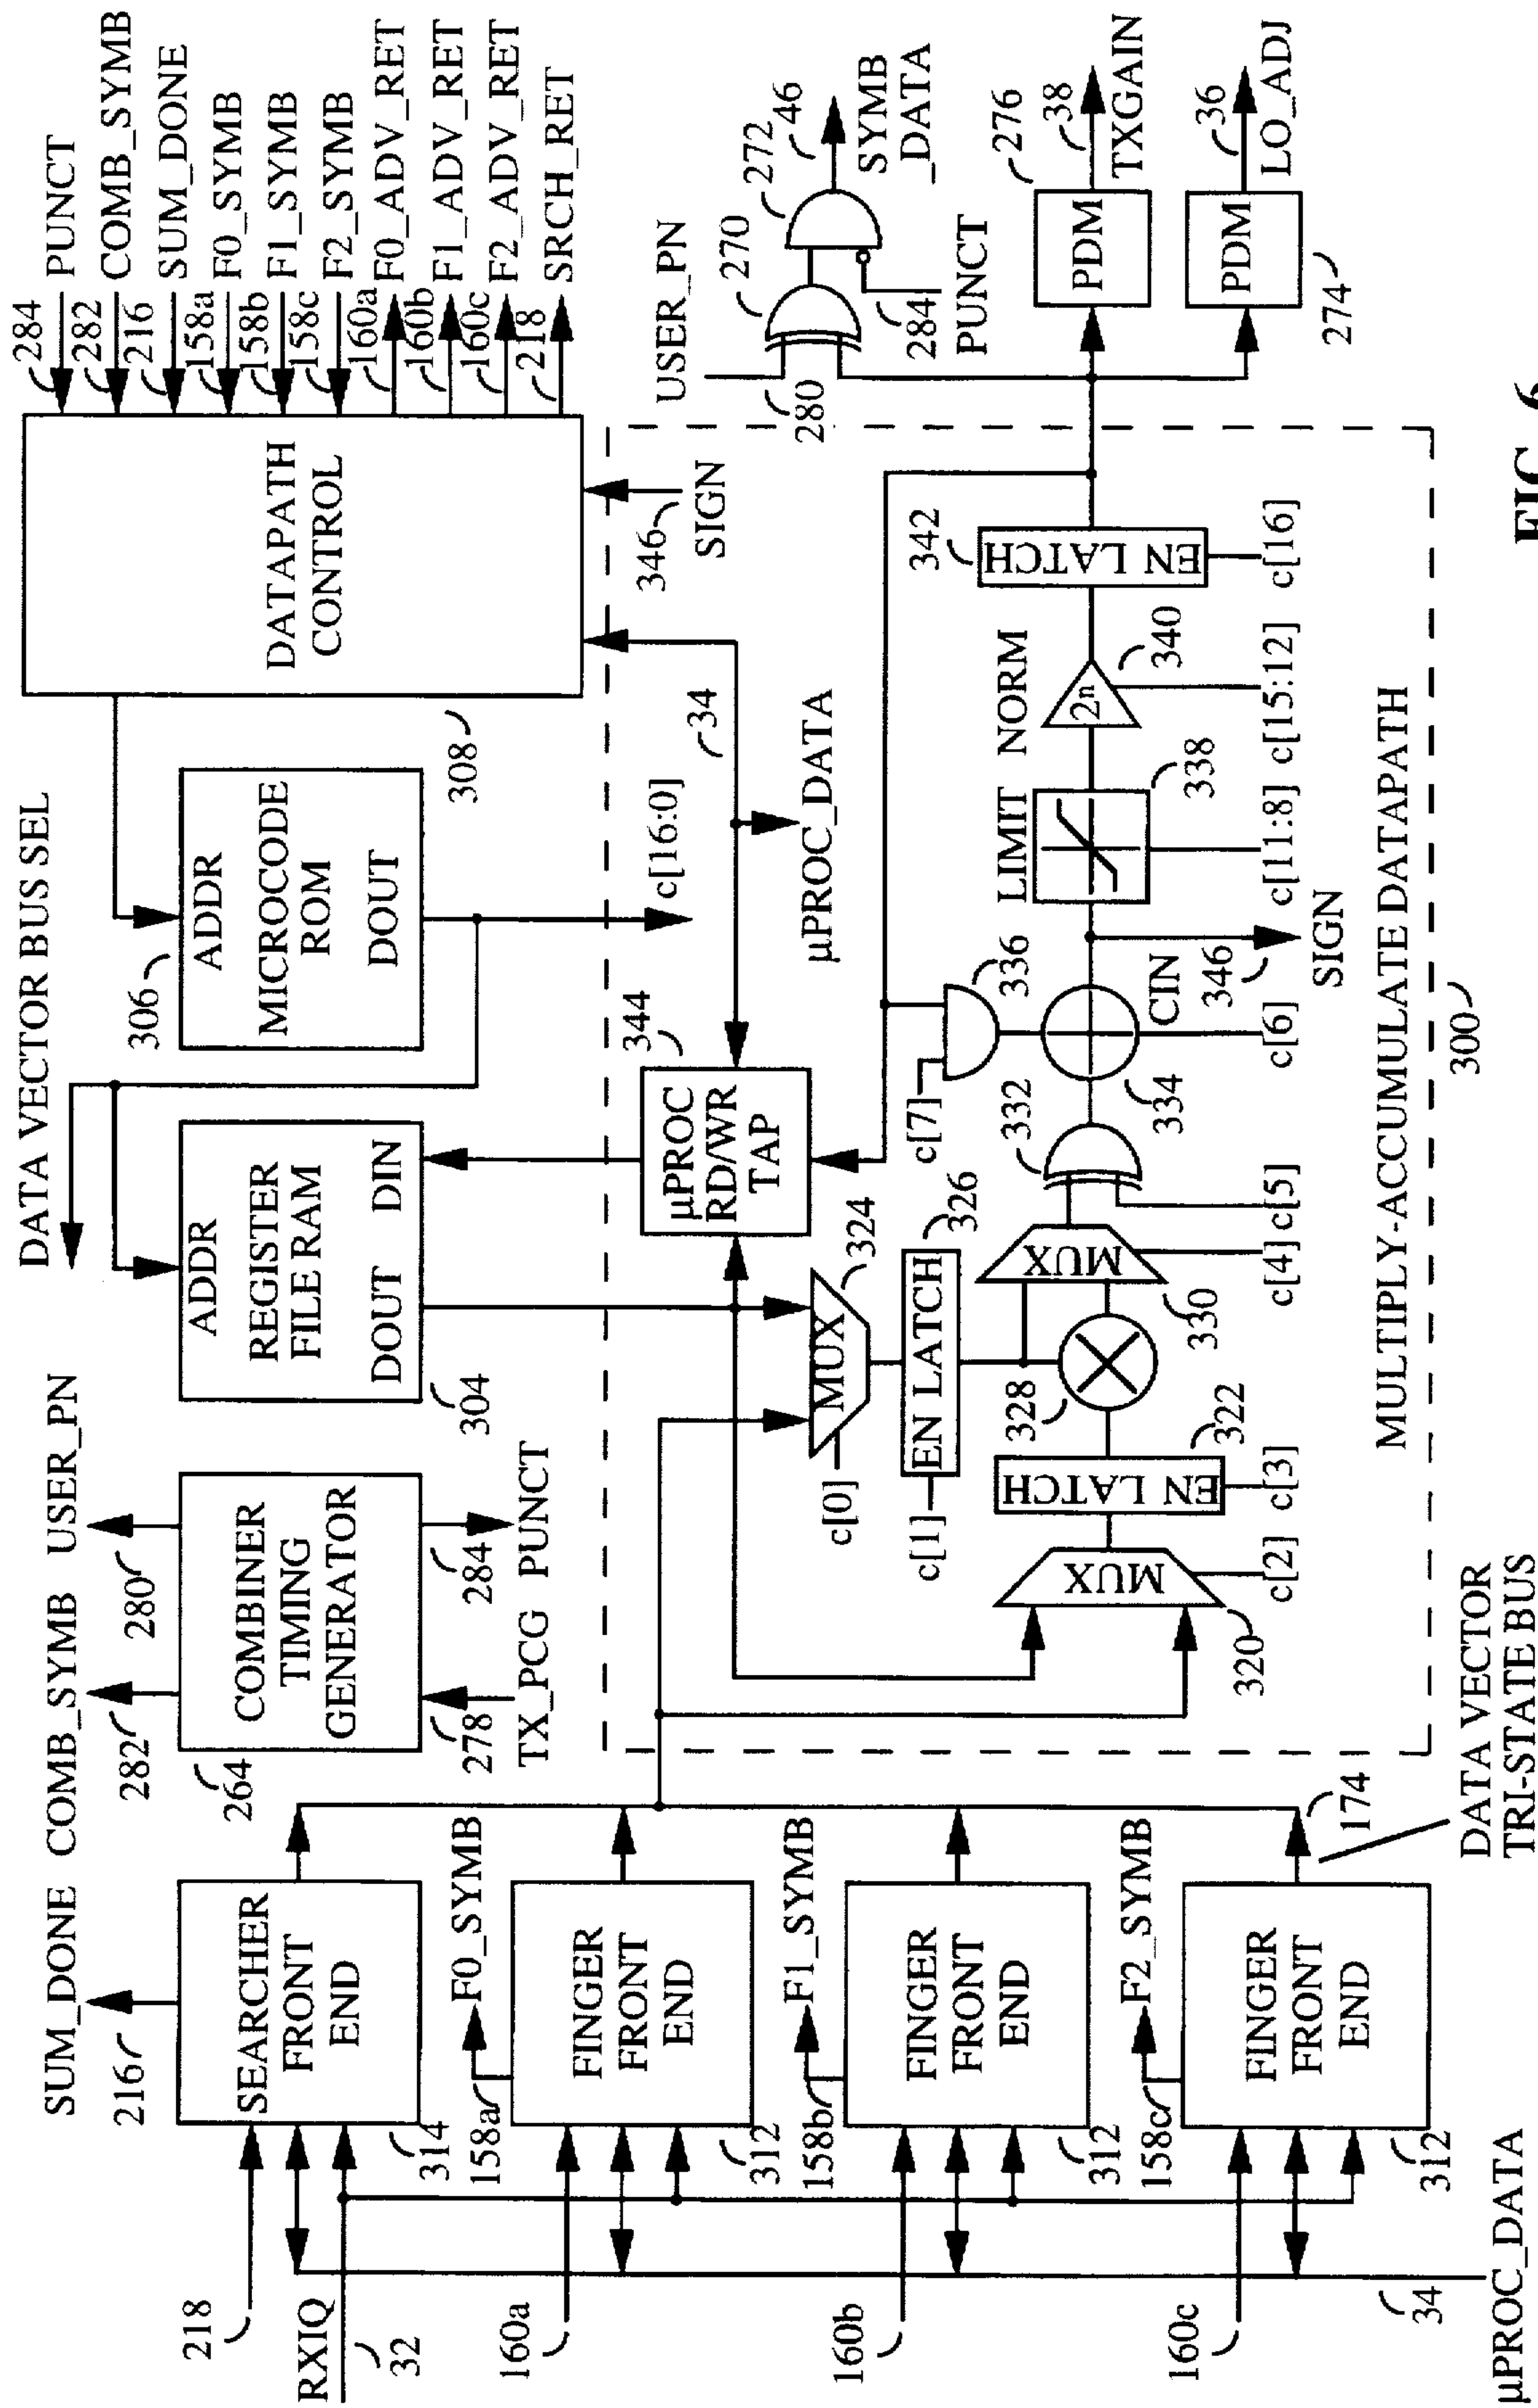 DATA VECTOR BUS SEL
SUM_DONE
COMB_SYMB
USER_PN
216
282
280
SEARCHER
FRONT
END
314
218
RXIQ
32
264
COMBINER
TIMING
GENERATOR
278
TX_PCG
284
PUNCT
ADDR
REGISTER
FILE RAM
DOUT
DIN
304
306
ADDR
MICROCODE
ROM
DOUT
c[16:0]
308
DATAPATH
CONTROL
284
PUNCT
282
COMB_SYMB
216
SUM_DONE
158a
F0_SYMB
158b
F1_SYMB
158c
F2_SYMB
160a
F0_ADV_RET
160b
F1_ADV_RET
160c
F2_ADV_RET
218
SRCH_RET
F0_SYMB
158a
FINGER
FRONT
END
312
160a
F1_SYMB
158b
FINGER
FRONT
END
312
160b
F2_SYMB
158c
FINGER
FRONT
END
312
160c
34
µPROC_DATA
174
DATA VECTOR
TRI-STATE BUS
344
µPROC
RD/WR
TAP
34
µPROC_DATA
346
SIGN
MUX
324
c[0]
EN LATCH
326
c[1]
328
MUX
320
c[2]
EN LATCH
322
c[3]
MUX
330
c[4]
332
c[5]
c[7]
336
334
CIN
c[6]
346
SIGN
LIMIT
338
c[11:8]
NORM
2ⁿ
340
c[15:12]
342
EN LATCH
c[16]
MULTIPLY-ACCUMULATE DATAPATH
300
USER_PN
280
270
272
46
SYMB
_DATA
284
PUNCT
276
PDM
38
TXGAIN
PDM
36
LO_ADJ
274
FIG. 6